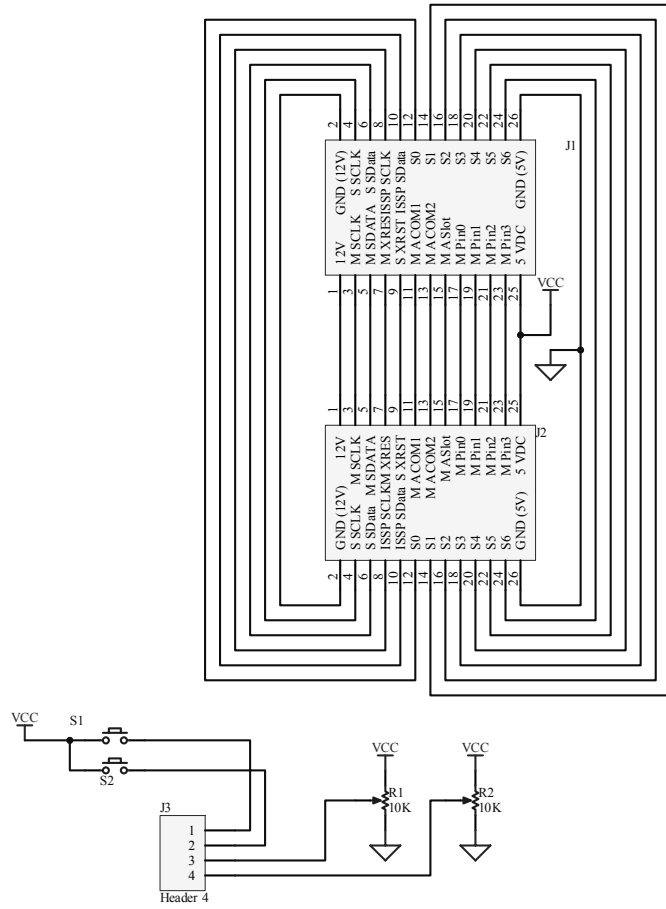 2 4 6 8 10 12 14 16 18 20 22 24 26
GND (12V) S SCLK S SData ISSP SCLK ISSP SData S0 S1 S2 S3 S4 S5 S6 GND (5V)
J1
12V M SCLK M SDATA M XRES S XRST M ACOM1 M ACOM2 M ASlot M Pin0 M Pin1 M Pin2 M Pin3 5 VDC
1 3 5 7 9 11 13 15 17 19 21 23 25
VCC
1 3 5 7 9 11 13 15 17 19 21 23 25
J2
12V M SCLK M SDATA M XRES S XRST M ACOM1 M ACOM2 M ASlot M Pin0 M Pin1 M Pin2 M Pin3 5 VDC
GND (12V) S SCLK S SData ISSP SCLK ISSP SData S0 S1 S2 S3 S4 S5 S6 GND (5V)
2 4 6 8 10 12 14 16 18 20 22 24 26
VCC
S1
S2
VCC
VCC
R1
10K
R2
10K
J3
1
2
3
4
Header 4